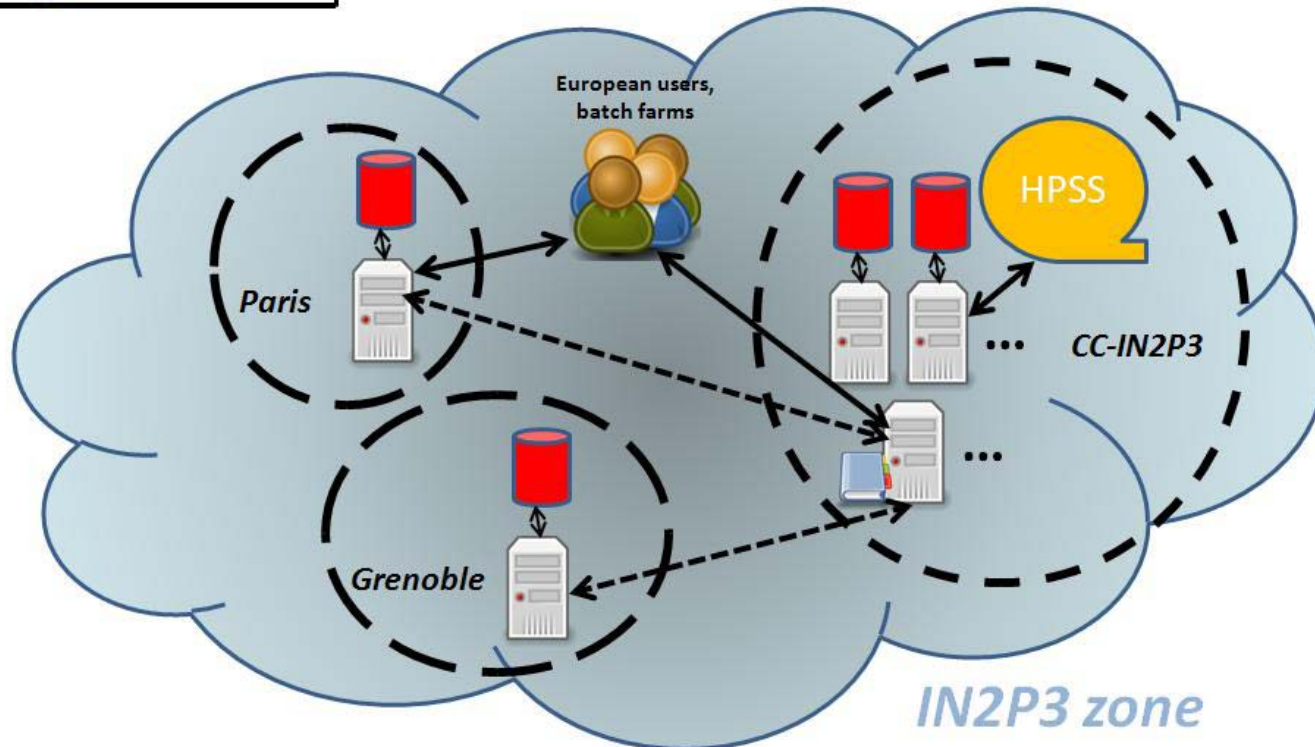 European users,
batch farms
HPSS
Paris
...
CC-IN2P3
...
Grenoble
IN2P3 zone